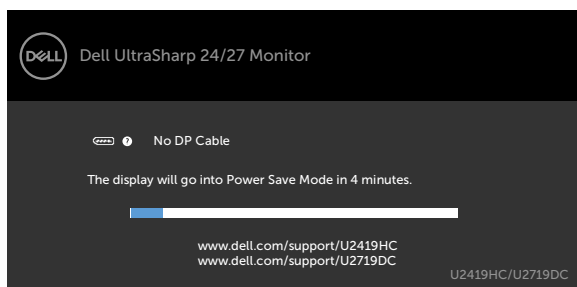 DELL
Dell UltraSharp 24/27 Monitor
? No DP Cable
The display will go into Power Save Mode in 4 minutes.
www.dell.com/support/U2419HC
www.dell.com/support/U2719DC
U2419HC/U2719DC